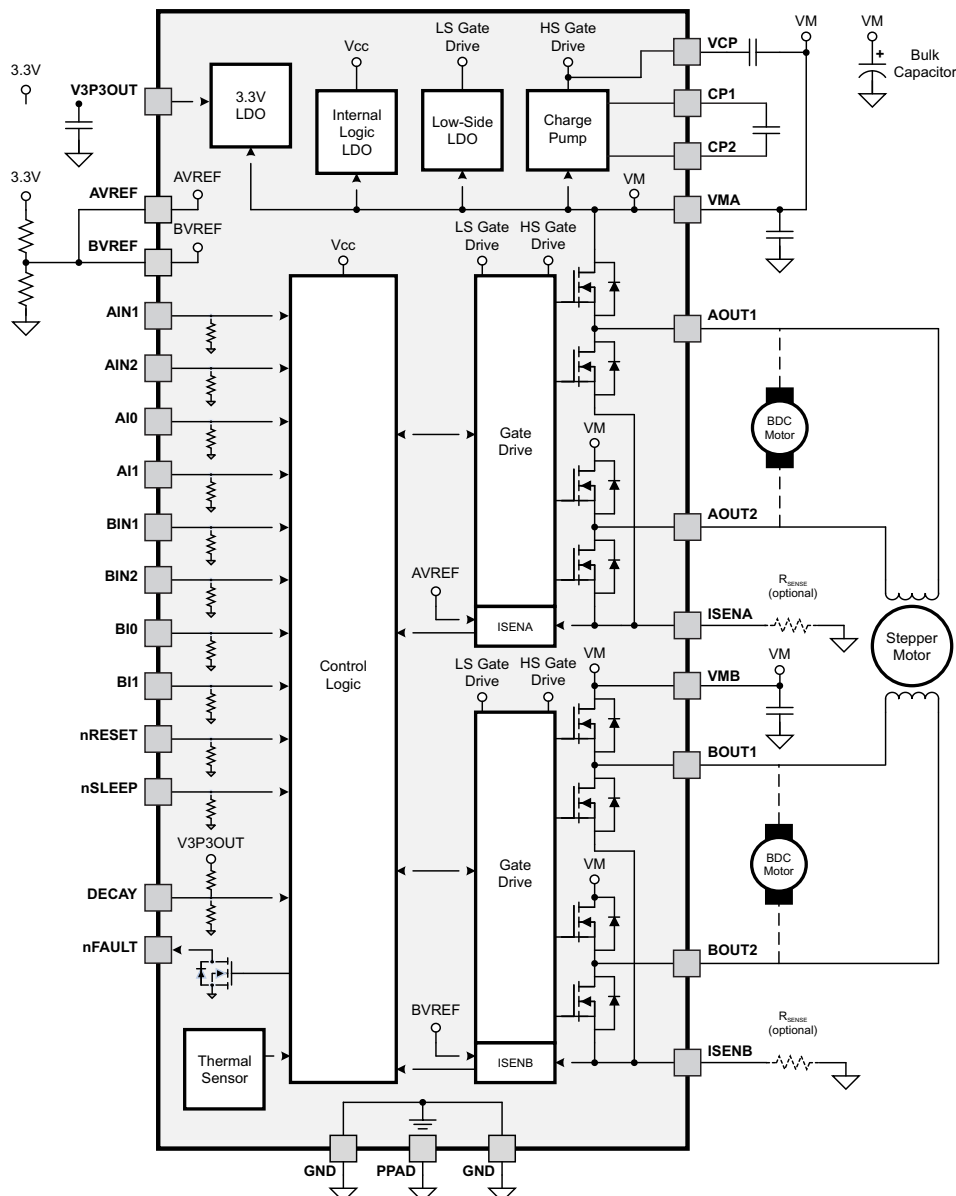 VM
VM
LS Gate
Drive
HS Gate
Drive
VCP
Vcc
+
Bulk
Capacitor
3.3V
V3P3OUT
3.3V
LDO
Internal
Logic
LDO
Low-Side
LDO
Charge
Pump
CP1
CP2
3.3V
AVREF
AVREF
VM
VMA
BVREF
BVREF
LS Gate
Drive
HS Gate
Drive
Vcc
AIN1
AOUT1
AIN2
AI0
BDC
Motor
Gate
Drive
VM
AI1
BIN1
AOUT2
BIN2
AVREF
RSENSE
(optional)
BI0
ISENA
ISENA
Stepper
Motor
Control
Logic
LS Gate
Drive
HS Gate
Drive
VM
VM
BI1
VMB
nRESET
BOUT1
nSLEEP
V3P3OUT
Gate
Drive
VM
BDC
Motor
DECAY
nFAULT
BOUT2
BVREF
RSENSE
(optional)
Thermal
Sensor
ISENB
ISENB
GND
PPAD
GND